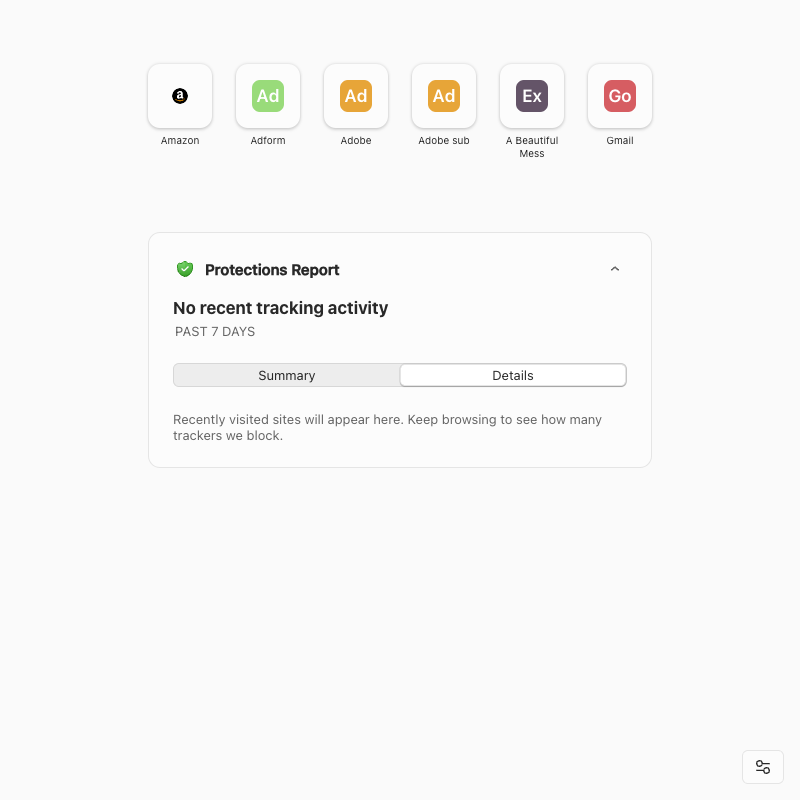 a
Ad
Ad
Ad
Ex
Go
Amazon
Adform
Adobe
Adobe sub
A Beautiful
Mess
Gmail
Protections Report
No recent tracking activity
PAST 7 DAYS
Summary
Details
Recently visited sites will appear here. Keep browsing to see how many
trackers we block.